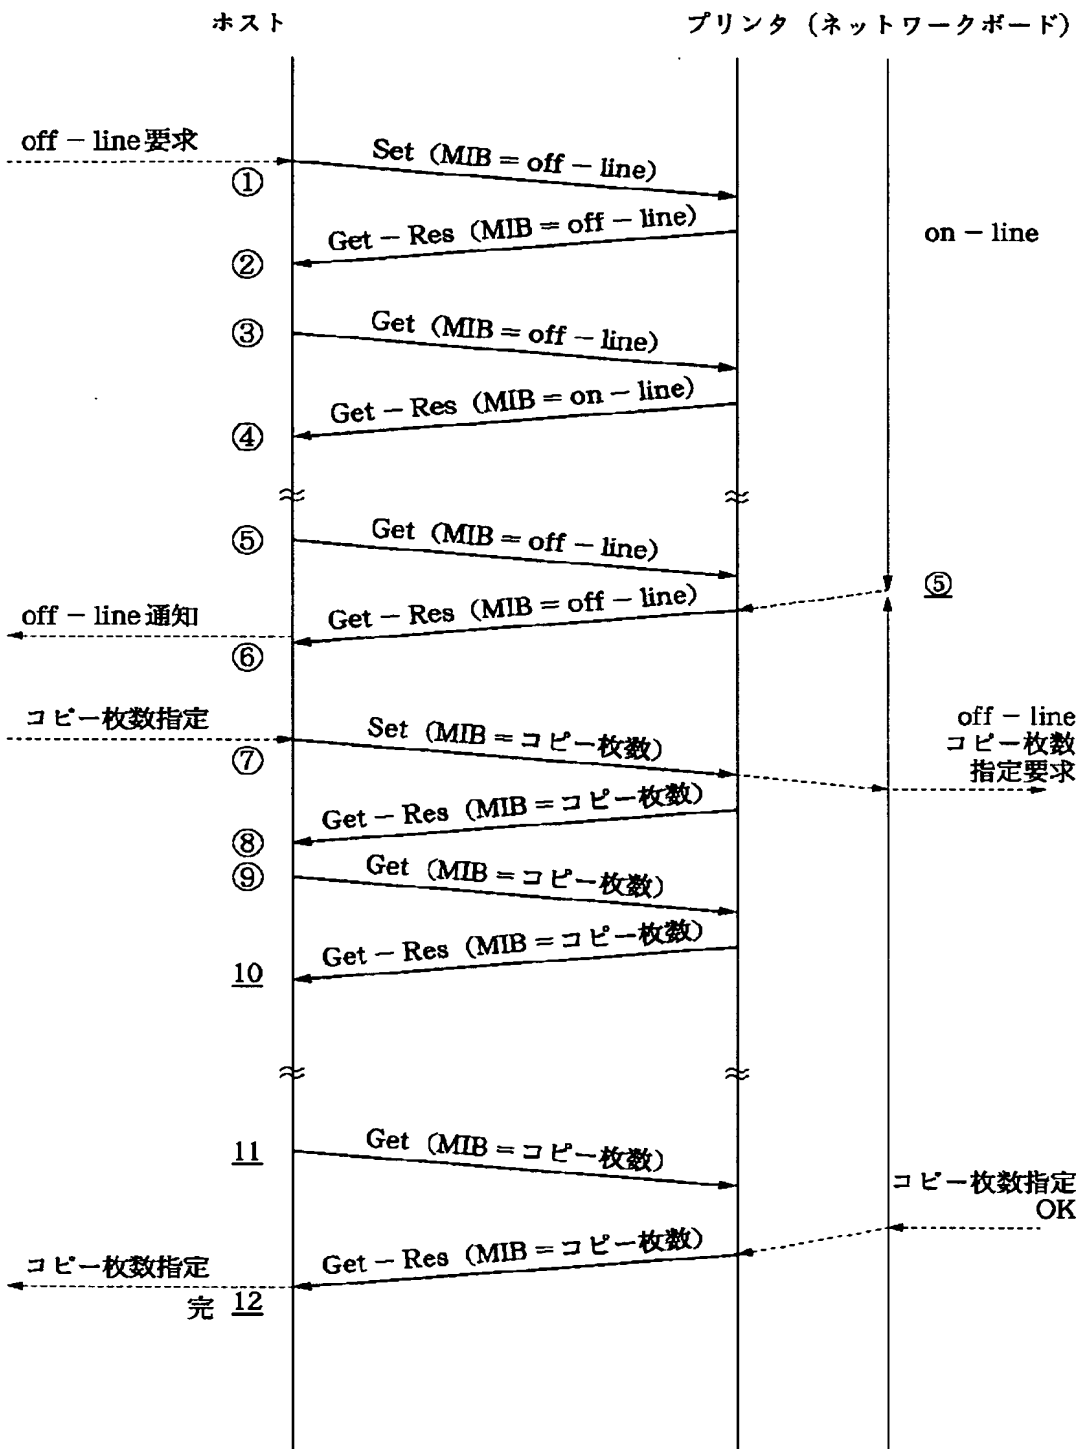 ホスト
プリンタ（ネットワークボード）
off－line要求
Set（MIB＝off－line）
①
Get－Res（MIB＝off－line）
on－line
②
③
Get（MIB＝off－line）
Get－Res（MIB＝on－line）
④
⑤
Get（MIB＝off－line）
⑤
off－line通知
Get－Res（MIB＝off－line）
⑥
コピー枚数指定
Set（MIB＝コピー枚数）
off－line
コピー枚数
指定要求
⑦
Get－Res（MIB＝コピー枚数）
⑧
⑨
Get（MIB＝コピー枚数）
Get－Res（MIB＝コピー枚数）
10
11
Get（MIB＝コピー枚数）
コピー枚数指定
OK
コピー枚数指定
Get－Res（MIB＝コピー枚数）
完 12